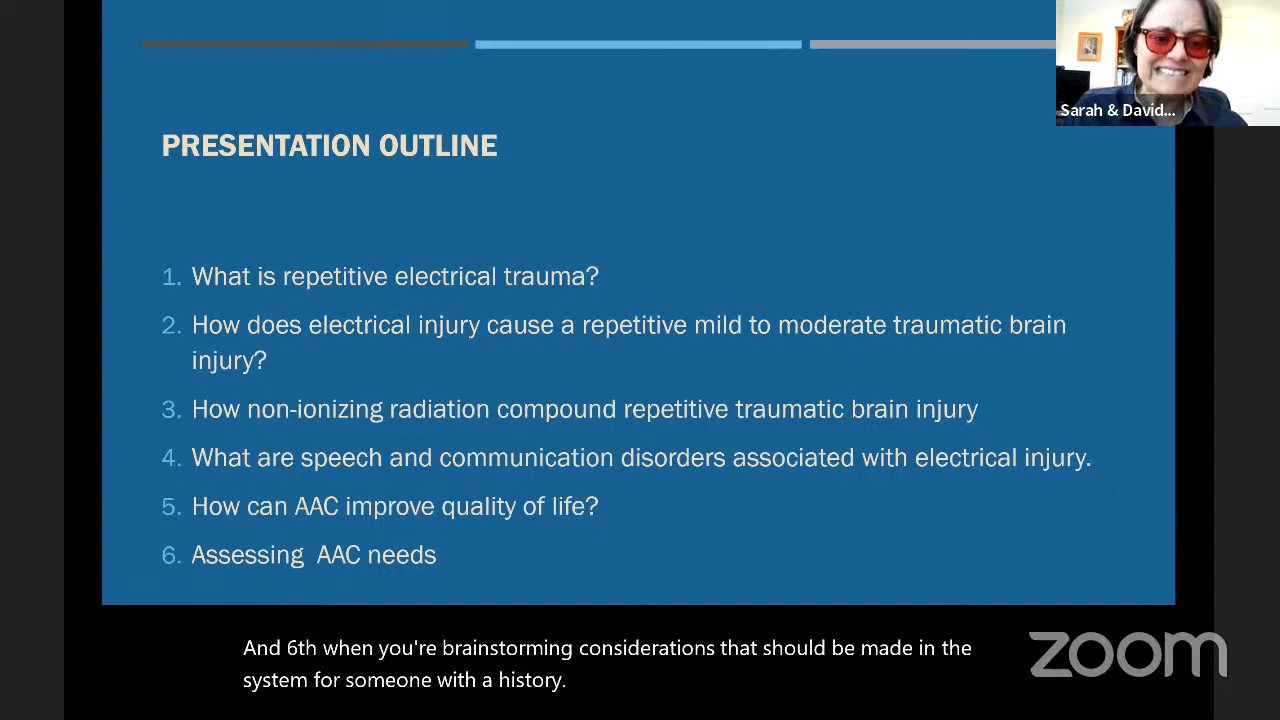 Sarah & David...
PRESENTATION OUTLINE
1. What is repetitive electrical trauma?
2. How does electrical injury cause a repetitive mild to moderate traumatic brain
injury?
3. How non-ionizing radiation compound repetitive traumatic brain injury
4. What are speech and communication disorders associated with electrical injury.
5. How can AAC improve quality of life?
6. Assessing  AAC needs
And 6th when you're brainstorming considerations that should be made in the
system for someone with a history.
zoom